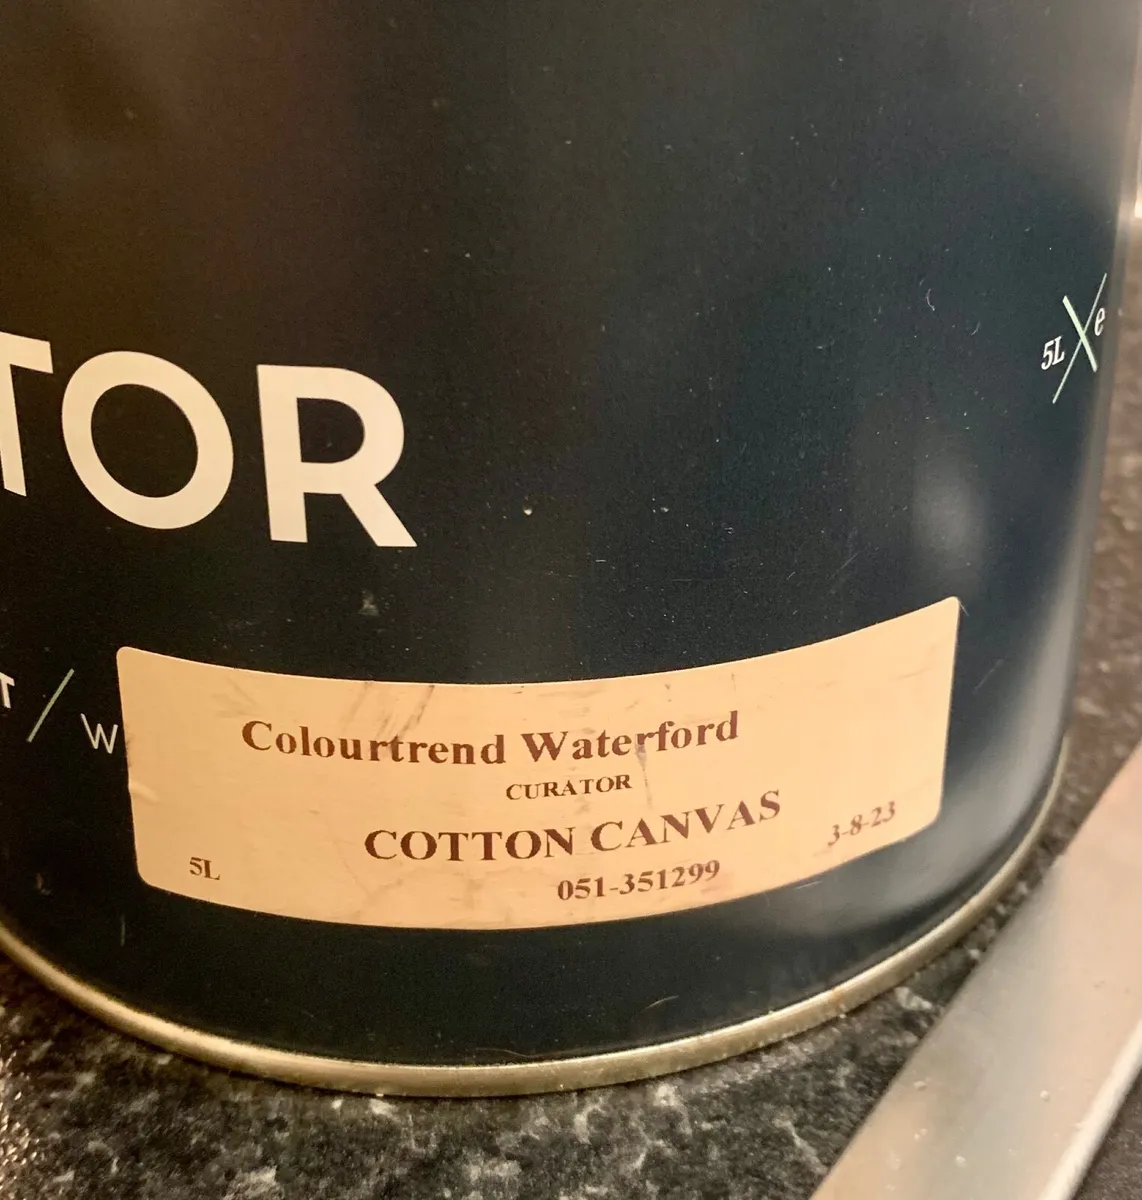 TOR
5L e
T / W
Colourtrend Waterford
CURATOR
COTTON CANVAS
5L 051-351299 3-8-23